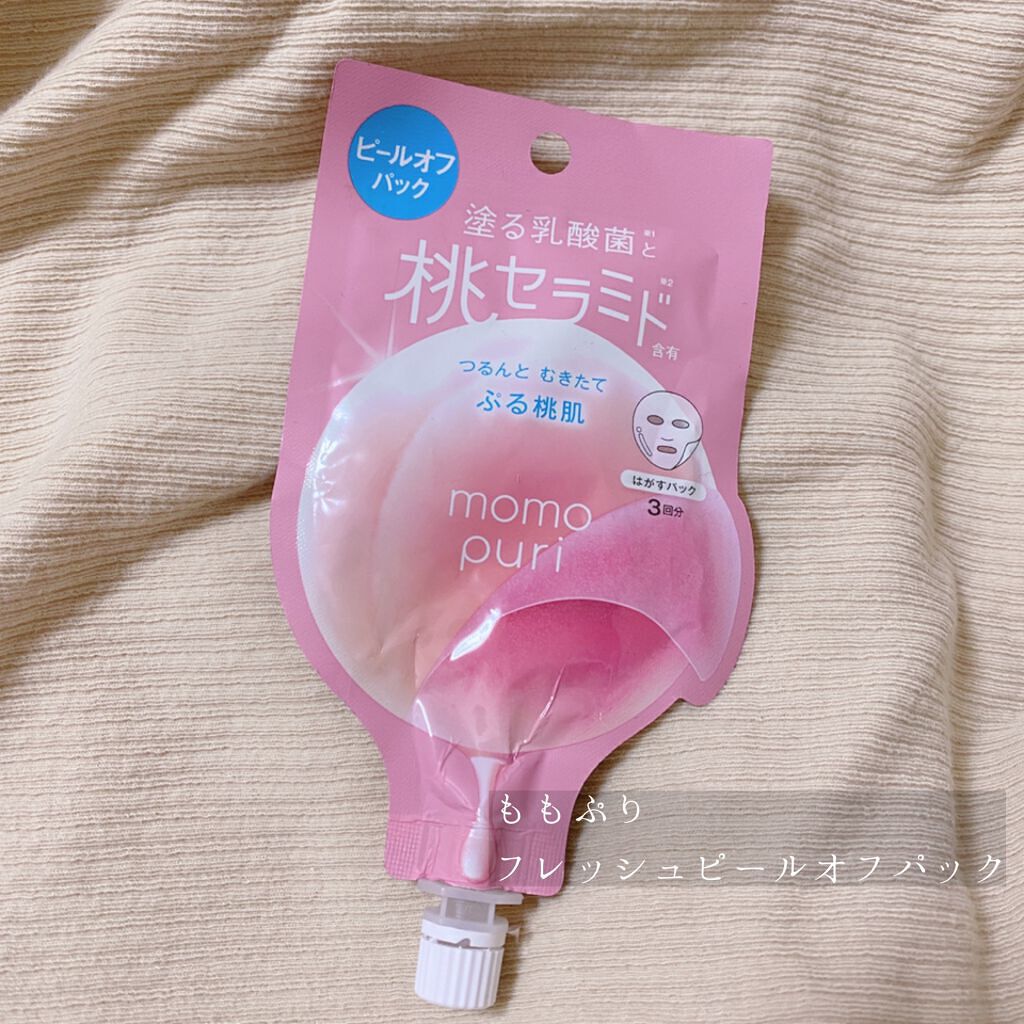 ピールオフ
パック
塗る乳酸菌※1と
桃セラミド※2
含有
つるんと むきたて
ぷる桃肌
はがすパック
3回分
momo
puri
ももぷり
フレッシュピールオフパック